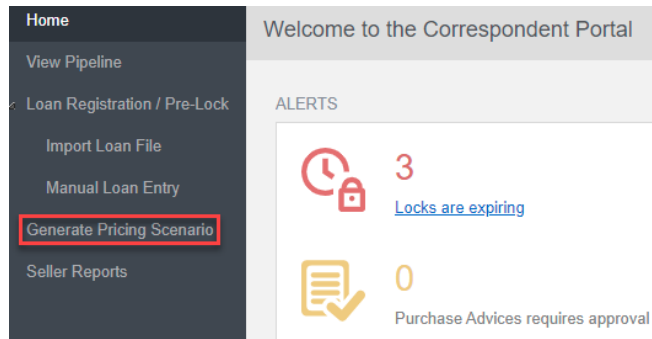 Home
View Pipeline
Loan Registration / Pre-Lock
Import Loan File
Manual Loan Entry
Generate Pricing Scenario
Seller Reports
Welcome to the Correspondent Portal
ALERTS
3
Locks are expiring
0
Purchase Advices requires approval